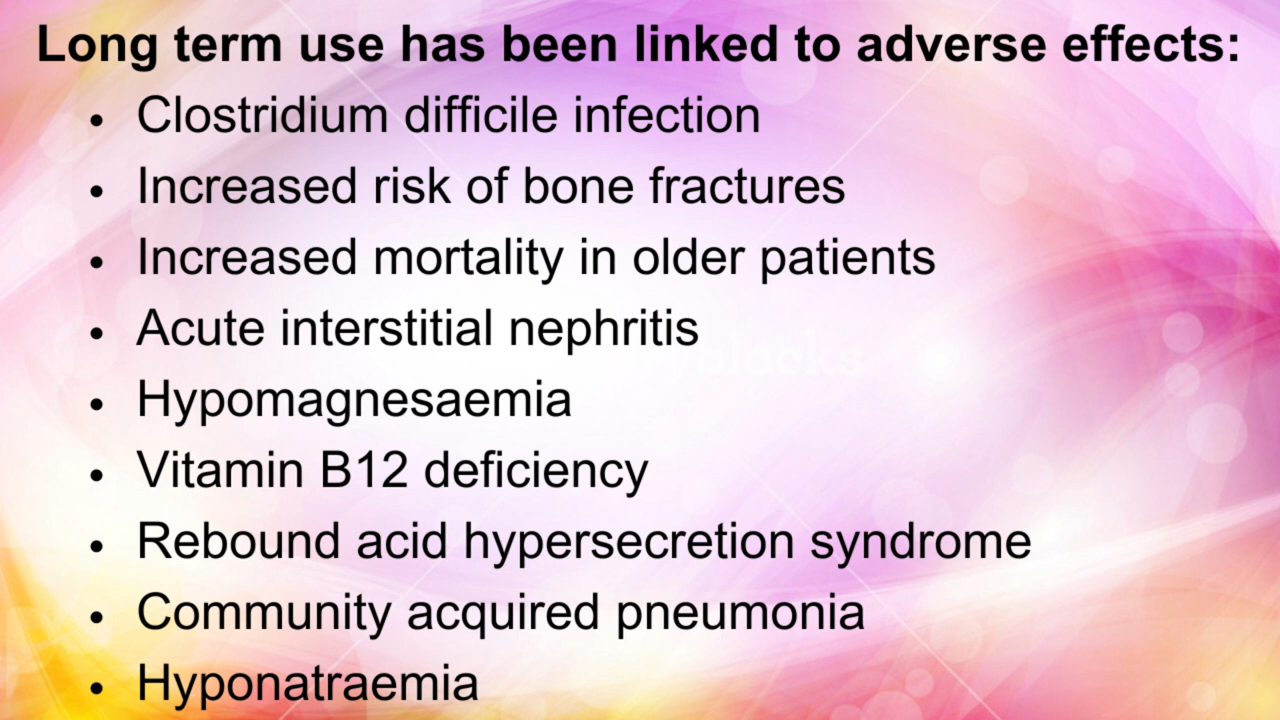 Long term use has been linked to adverse effects:
• Clostridium difficile infection
• Increased risk of bone fractures
• Increased mortality in older patients
• Acute interstitial nephritis
• Hypomagnesaemia
• Vitamin B12 deficiency
• Rebound acid hypersecretion syndrome
• Community acquired pneumonia
• Hyponatraemia